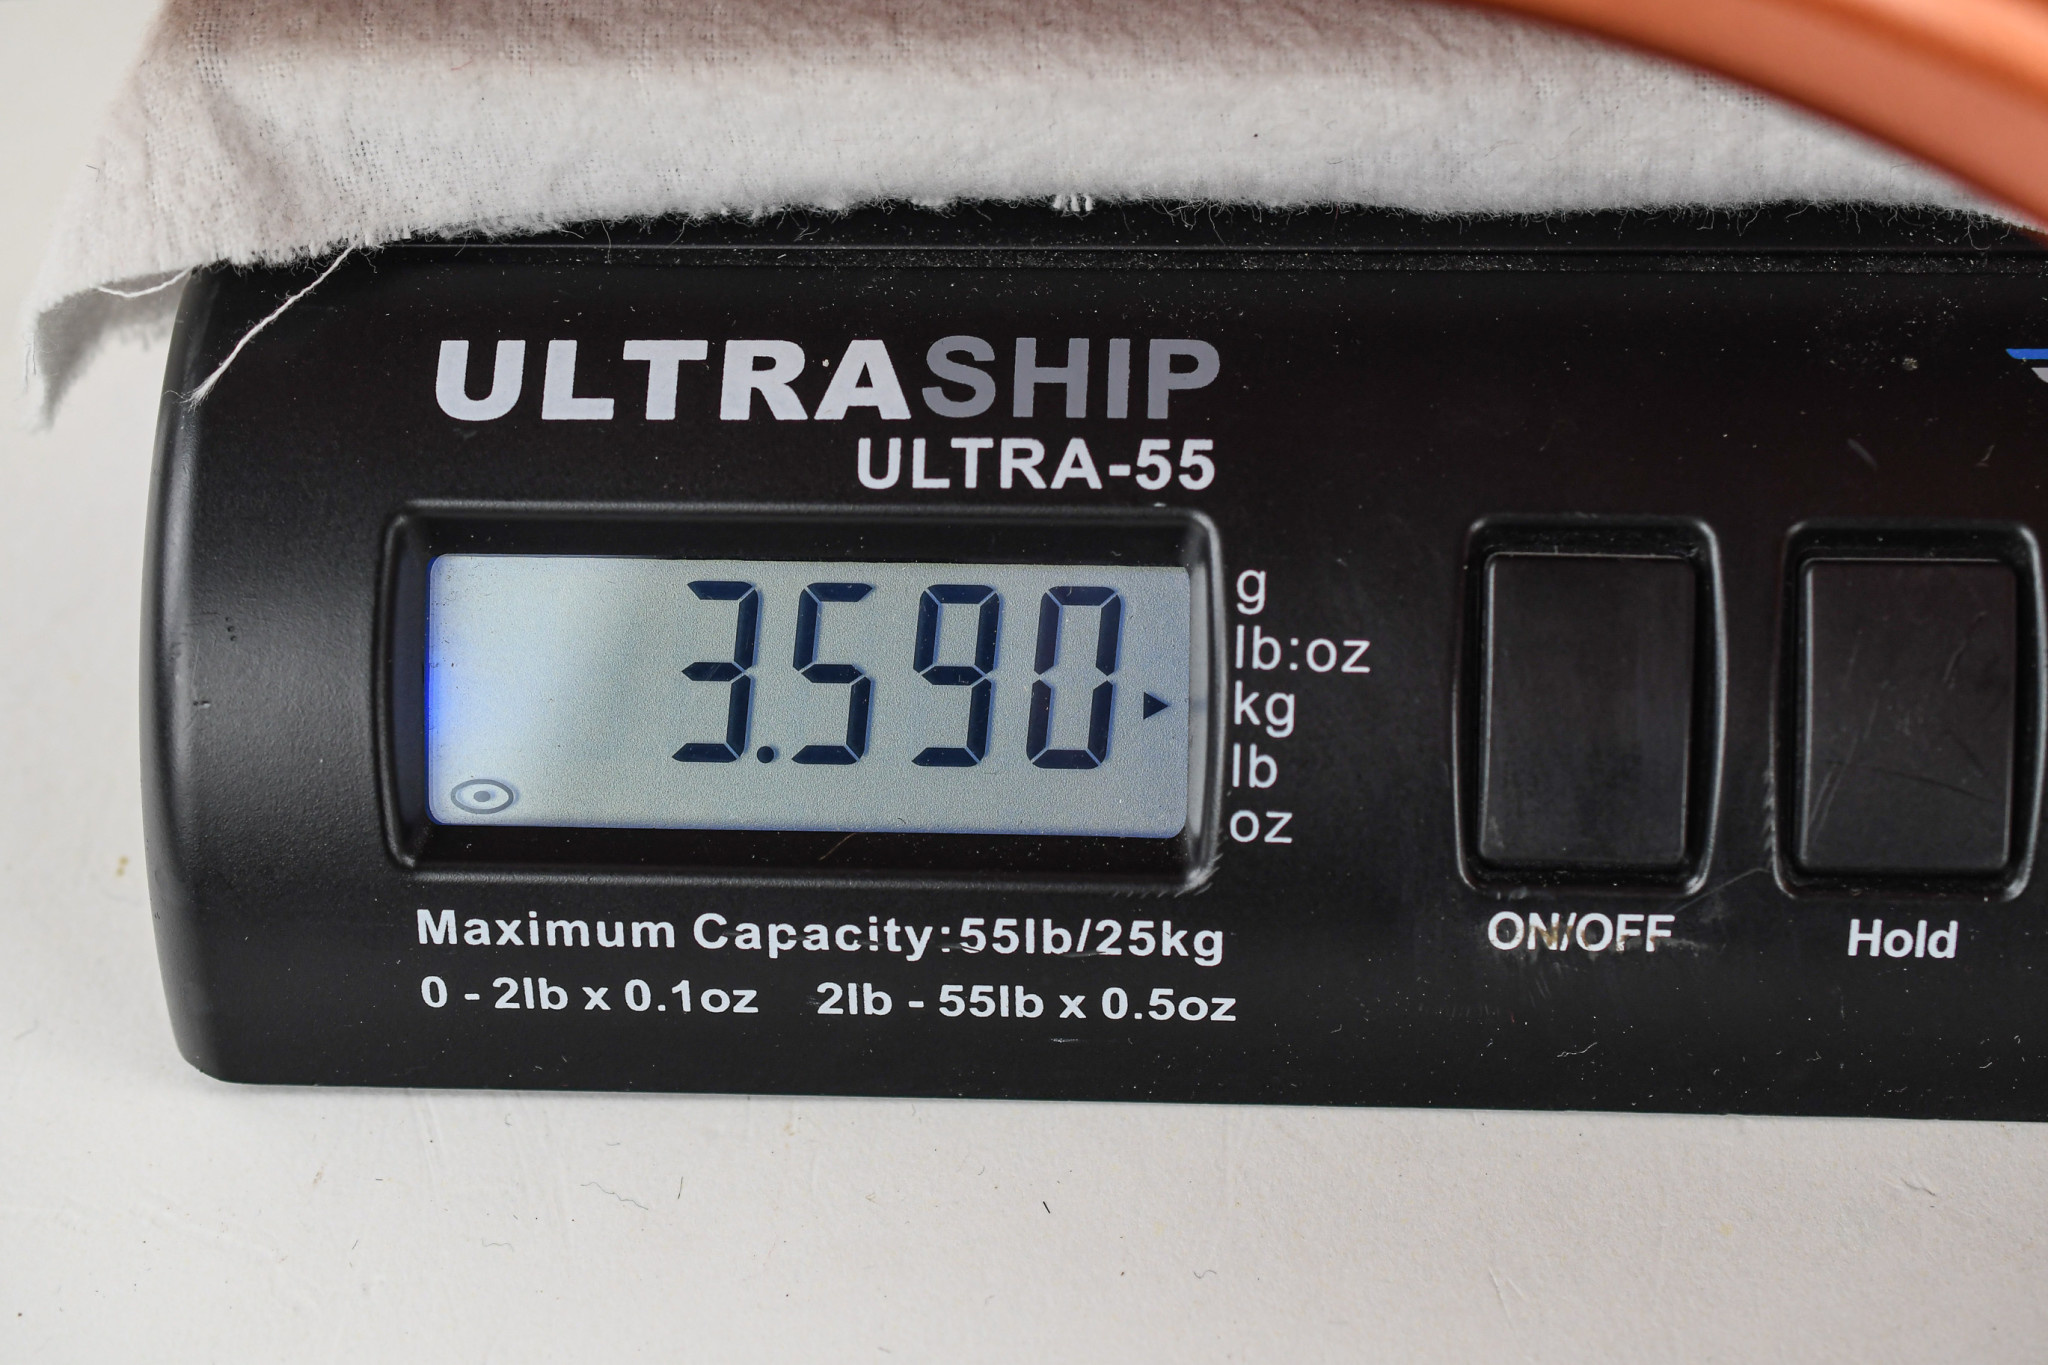 ULTRASHIP
ULTRA-55
3.590
g
lb:oz
kg
lb
oz
Maximum Capacity:55lb/25kg
0 - 2lb x 0.1oz 2lb - 55lb x 0.5oz
ON/OFF
Hold